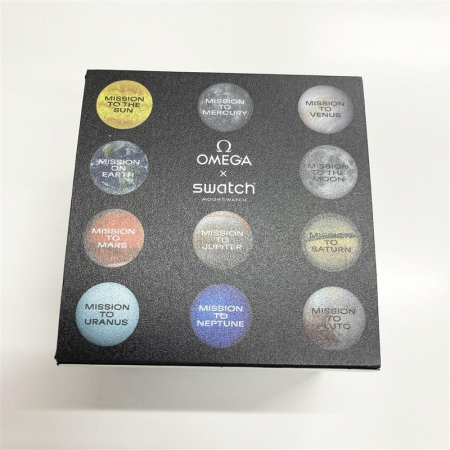 MISSION
TO THE
SUN
MISSION
TO
MERCURY
MISSION
TO
VENUS
MISSION
ON
EARTH
Ω
OMEGA
×
swatch
MOONSWATCH
MISSION
TO THE
MOON
MISSION
TO
MARS
MISSION
TO
JUPITER
MISSION
TO
SATURN
MISSION
TO
URANUS
MISSION
TO
NEPTUNE
MISSION
TO
PLUTO